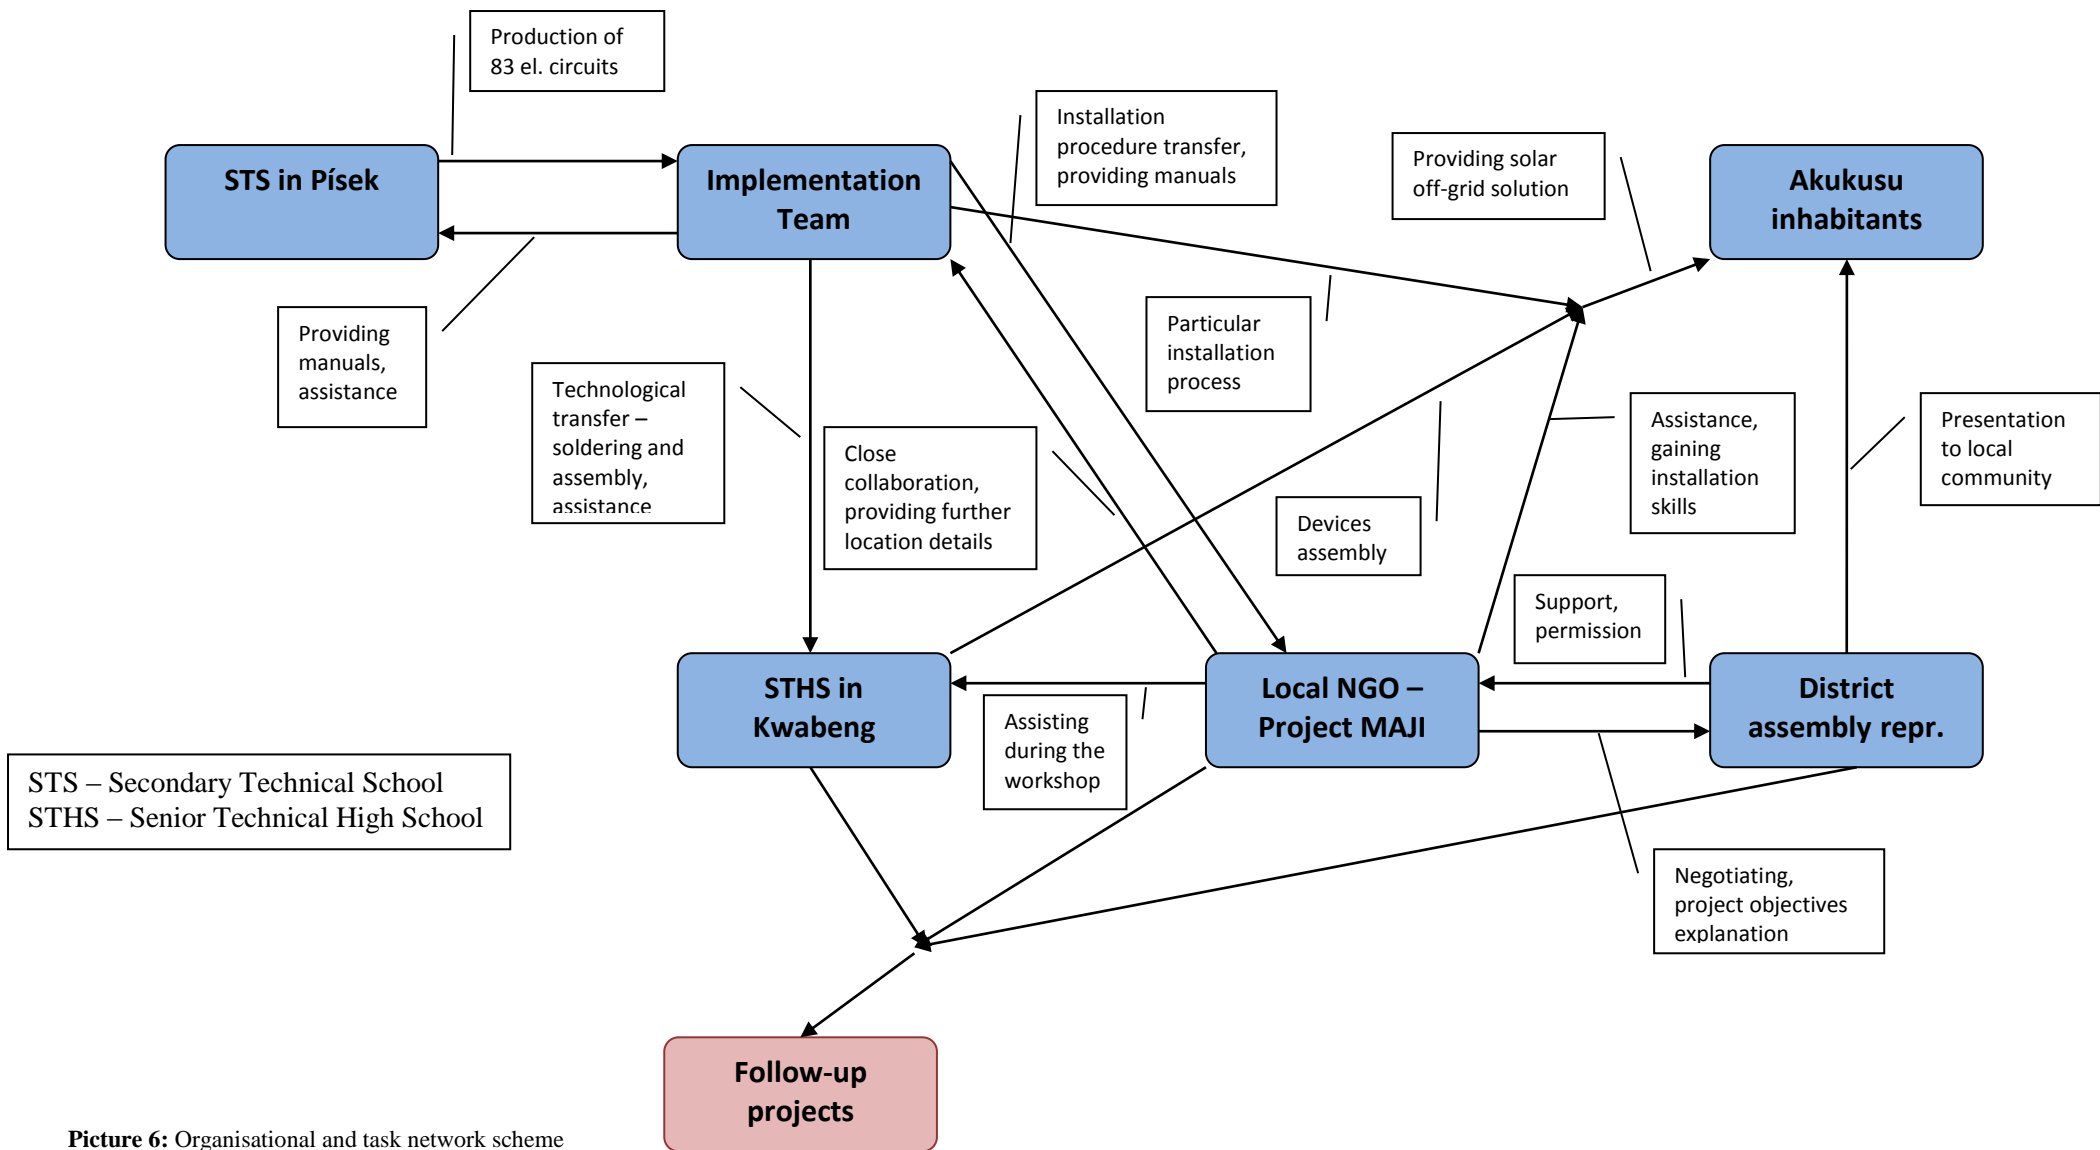 Production of
83 el. circuits
STS in Písek
Implementation
Team
Installation
procedure transfer,
providing manuals
Providing solar
off-grid solution
Akukusu
inhabitants
Providing
manuals,
assistance
Technological
transfer –
soldering and
assembly,
assistance
Close
collaboration,
providing further
location details
Particular
installation
process
Devices
assembly
Assistance,
gaining
installation
skills
Presentation
to local
community
Support,
permission
STHS in
Kwabeng
Assisting
during the
workshop
Local NGO –
Project MAJI
District
assembly repr.
STS – Secondary Technical School
STHS – Senior Technical High School
Negotiating,
project objectives
explanation
Follow-up
projects
Picture 6: Organisational and task network scheme